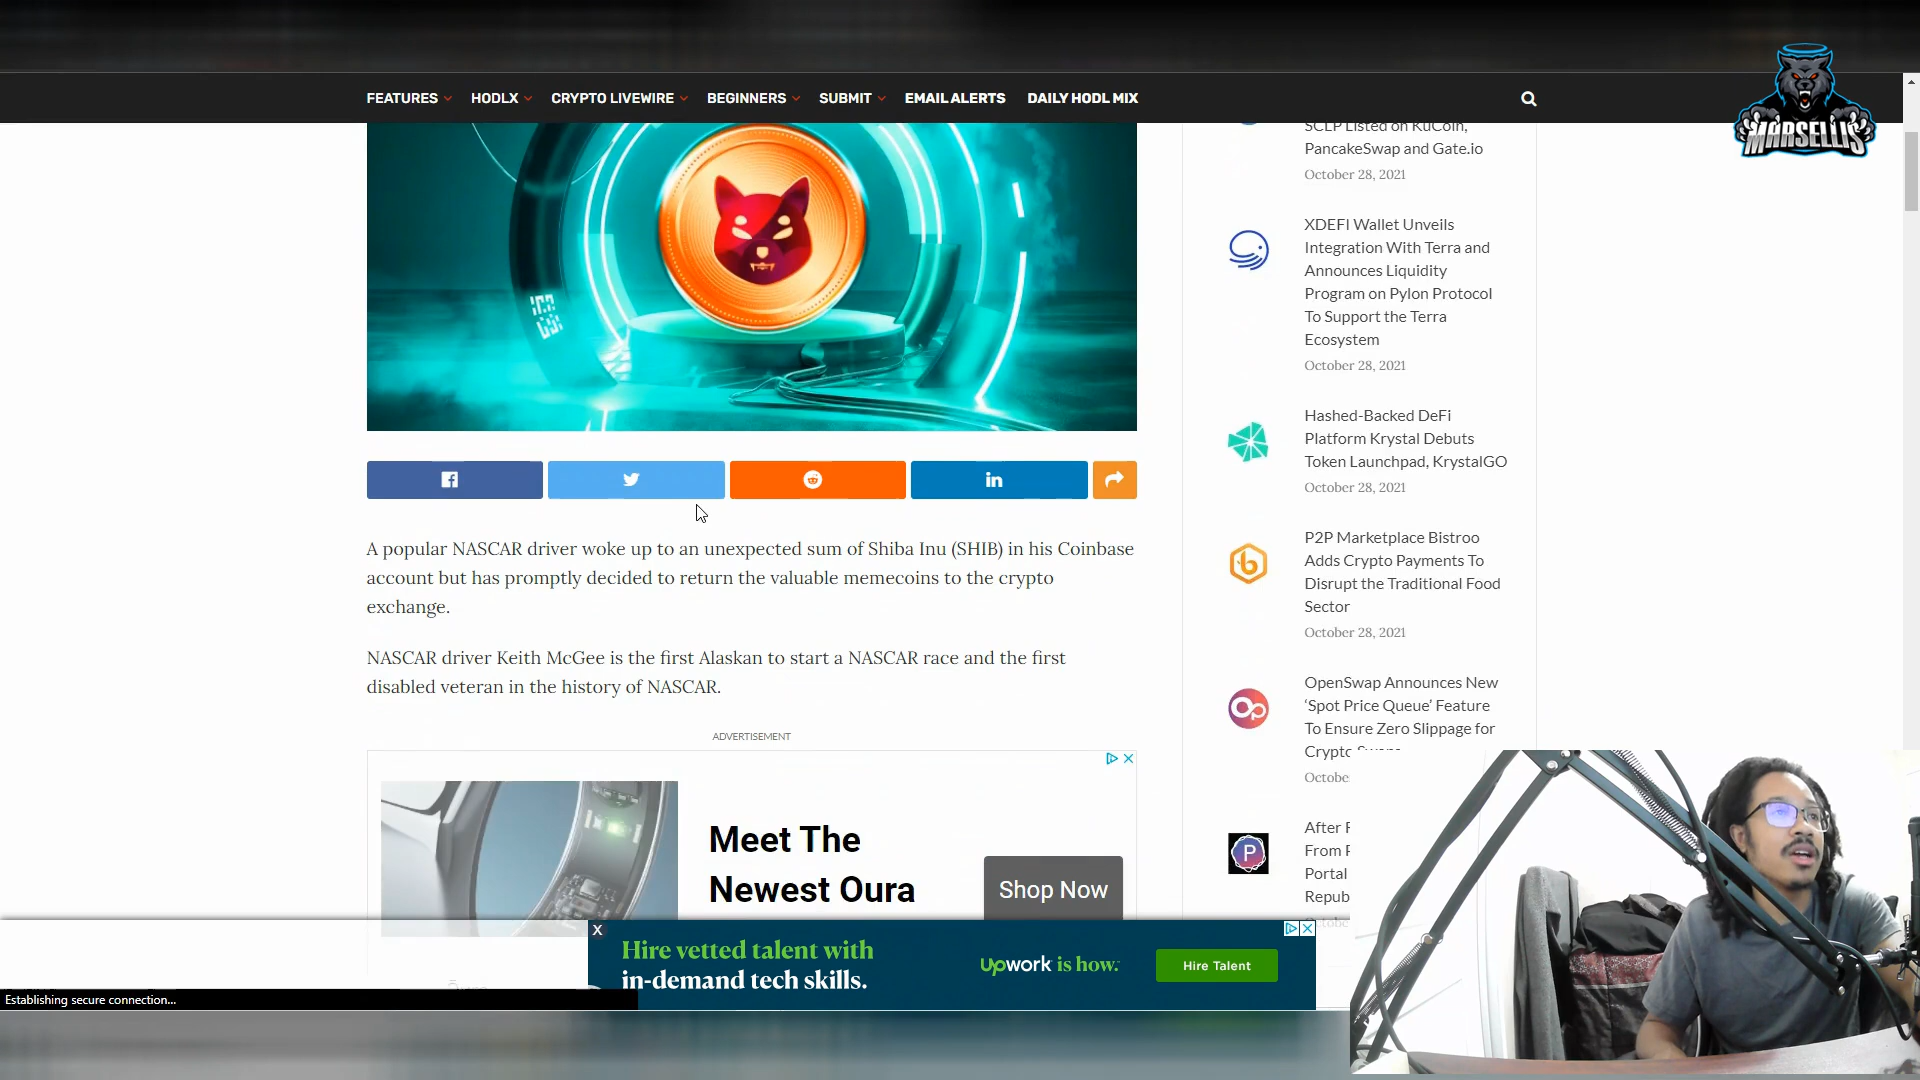 FEATURES HODLX CRYPTO LIVEWIRE BEGINNERS SUBMIT EMAIL ALERTS DAILY HODL MIX
MARSELLIS
SCLP Listed on KuCoin,
PancakeSwap and Gate.io
October 28, 2021
XDEFI Wallet Unveils
Integration With Terra and
Announces Liquidity
Program on Pylon Protocol
To Support the Terra
Ecosystem
October 28, 2021
Hashed-Backed DeFi
Platform Krystal Debuts
Token Launchpad, KrystalGO
October 28, 2021
P2P Marketplace Bistroo
Adds Crypto Payments To
Disrupt the Traditional Food
Sector
October 28, 2021
OpenSwap Announces New
‘Spot Price Queue’ Feature
To Ensure Zero Slippage for
Crypto
Octobe
After F
From F
Portal
Repub
A popular NASCAR driver woke up to an unexpected sum of Shiba Inu (SHIB) in his Coinbase
account but has promptly decided to return the valuable memecoins to the crypto
exchange.
NASCAR driver Keith McGee is the first Alaskan to start a NASCAR race and the first
disabled veteran in the history of NASCAR.
ADVERTISEMENT
Meet The
Newest Oura
Shop Now
X
Hire vetted talent with
in-demand tech skills.
upwork is how.
Hire Talent
Establishing secure connection...